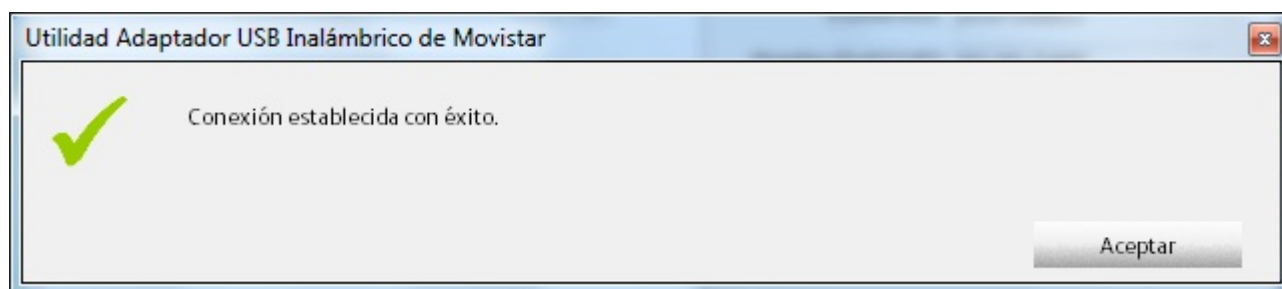 Utilidad Adaptador USB Inalámbrico de Movistar
Conexión establecida con éxito.
Aceptar